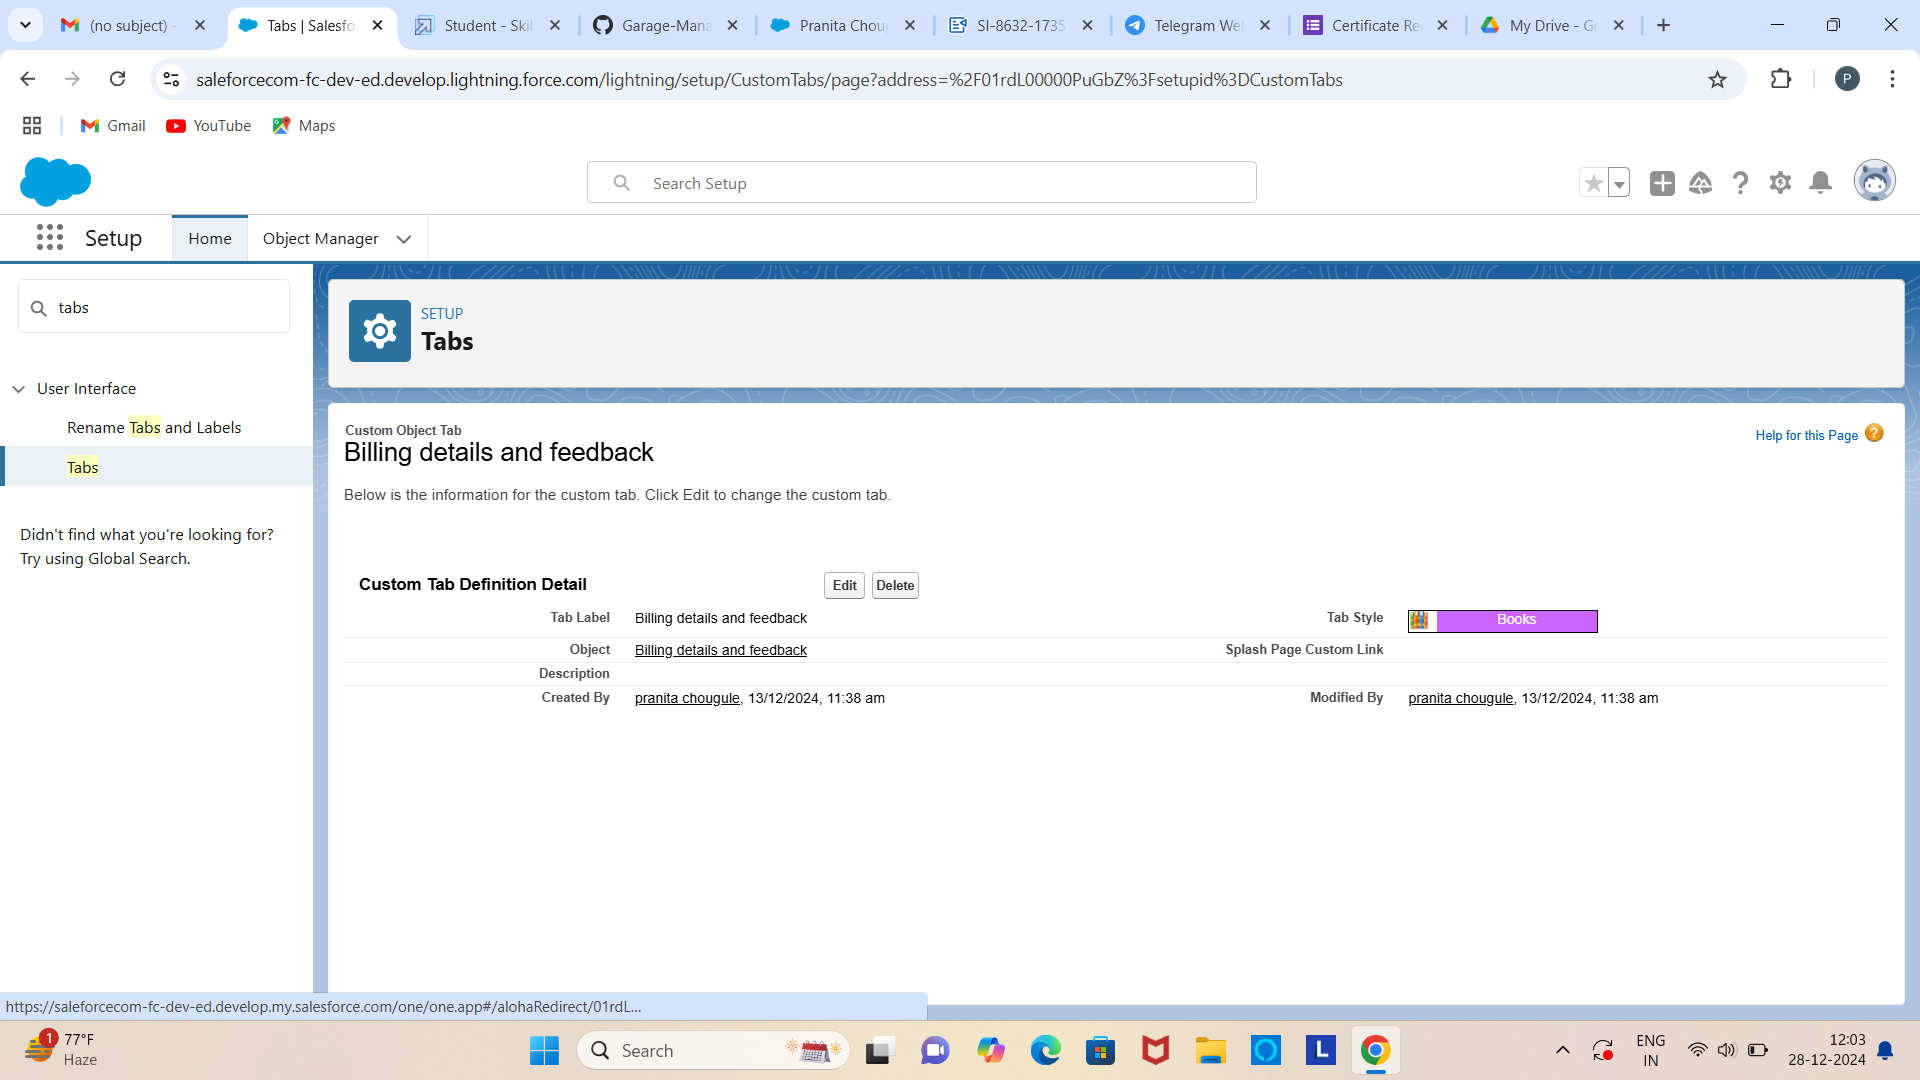 (no subject) -
Tabs | Salesfo
Student - Skil
Garage-Mana
Pranita Chou
SI-8632-1735
Telegram We
Certificate Re
My Drive - Go
saleforcecom-fc-dev-ed.develop.lightning.force.com/lightning/setup/CustomTabs/page?address=%2F01rdL00000PuGbZ%3Fsetupid%3DCustomTabs
P
Gmail
YouTube
Maps
Search Setup
Setup
Home
Object Manager
tabs
User Interface
Rename Tabs and Labels
Tabs
Didn't find what you're looking for?
Try using Global Search.
SETUP
Tabs
Custom Object Tab
Billing details and feedback
Help for this Page
Below is the information for the custom tab. Click Edit to change the custom tab.
Custom Tab Definition Detail
Edit
Delete
Tab Label Billing details and feedback
Tab Style Books
Object Billing details and feedback
Splash Page Custom Link
Description
Created By pranita chougule, 13/12/2024, 11:38 am
Modified By pranita chougule, 13/12/2024, 11:38 am
https://saleforcecom-fc-dev-ed.develop.my.salesforce.com/one/one.app#/alohaRedirect/01rdL...
1
77°F
Haze
Search
L
ENG
IN
12:03
28-12-2024